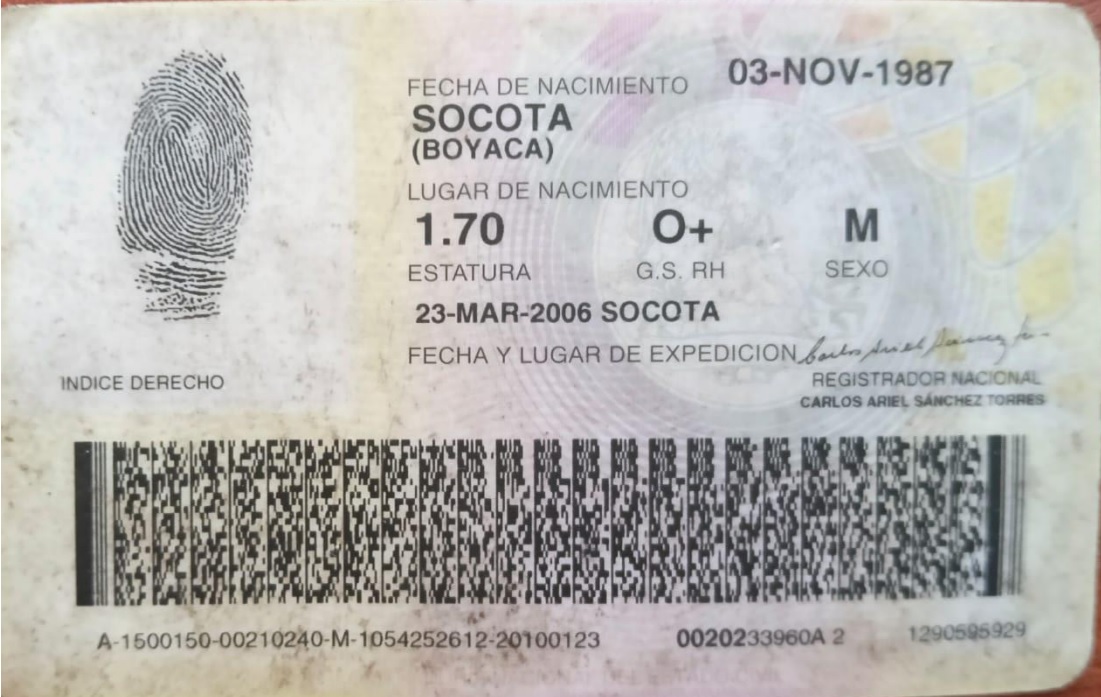 FECHA DE NACIMIENTO 03-NOV-1987
SOCOTA
(BOYACA)
LUGAR DE NACIMIENTO
1.70 O+ M
ESTATURA G.S. RH SEXO
23-MAR-2006 SOCOTA
FECHA Y LUGAR DE EXPEDICION
INDICE DERECHO
REGISTRADOR NACIONAL
CARLOS ARIEL SÁNCHEZ TORRES
A-1500150-00210240-M-1054252612-20100123 0020233960A 2 1290595929